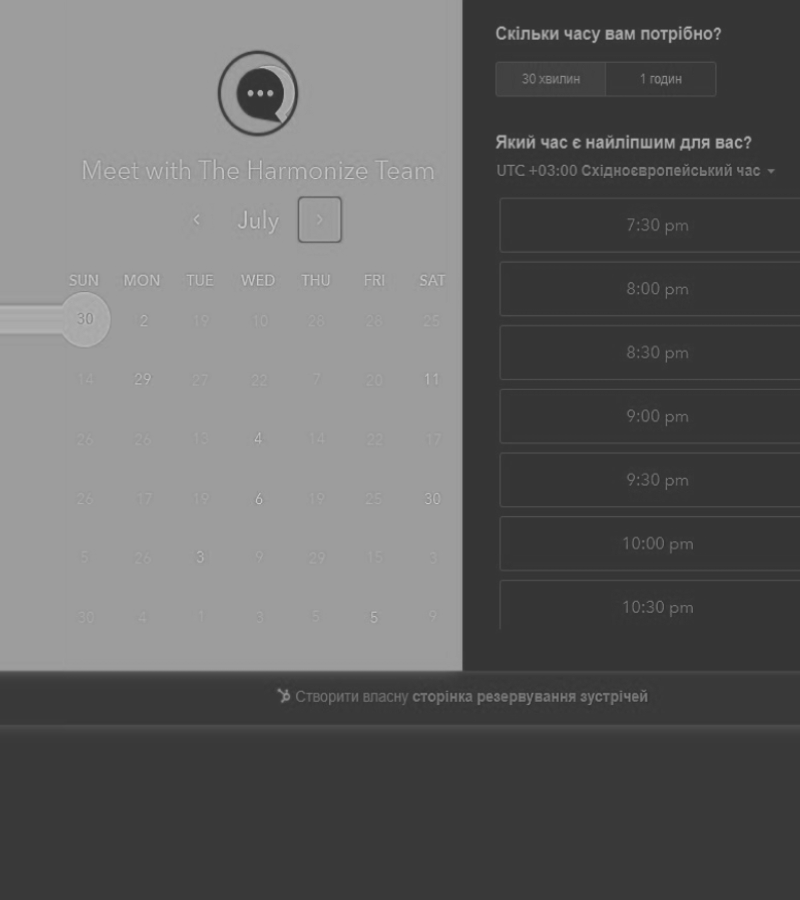 Meet with The Harmonize Team
July
SUN MON TUE WED THU FRI SAT
30 2 19 10 28 28 25
14 29 27 22 7 20 11
26 26 13 4 14 22 17
26 17 19 6 19 25 30
5 26 3 9 29 15 3
30 4 1 3 5 5 9
Скільки часу вам потрібно?
30 хвилин 1 годин
Який час є найліпшим для вас?
UTC +03:00 Східноєвропейський час
7:30 pm
8:00 pm
8:30 pm
9:00 pm
9:30 pm
10:00 pm
10:30 pm
Створити власну сторінка резервування зустрічей